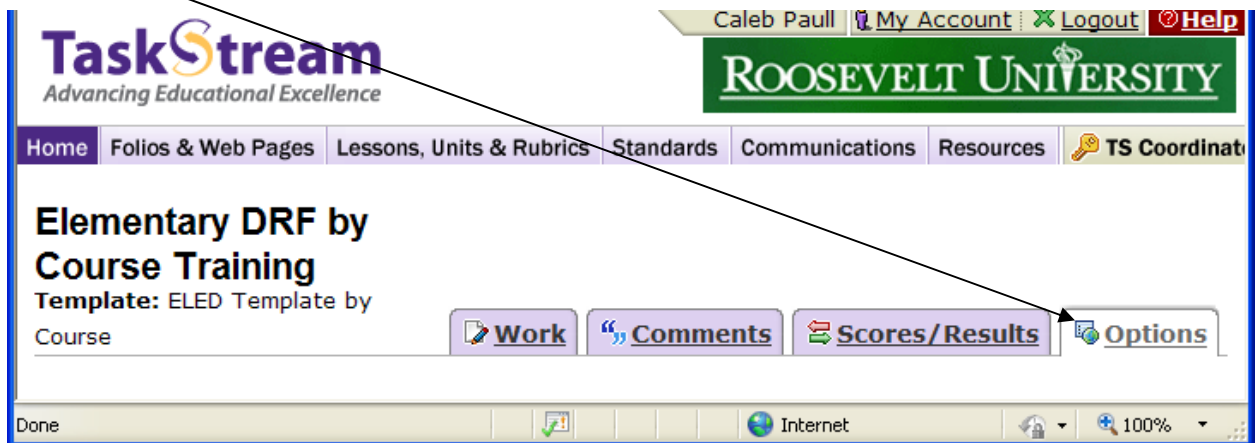 Caleb Paull My Account Logout Help
TaskStream
Advancing Educational Excellence
ROOSEVELT UNIVERSITY
Home Folios & Web Pages Lessons, Units & Rubrics Standards Communications Resources TS Coordinat
Elementary DRF by
Course Training
Template: ELED Template by
Course
Work Comments Scores/Results Options
Done Internet 100%